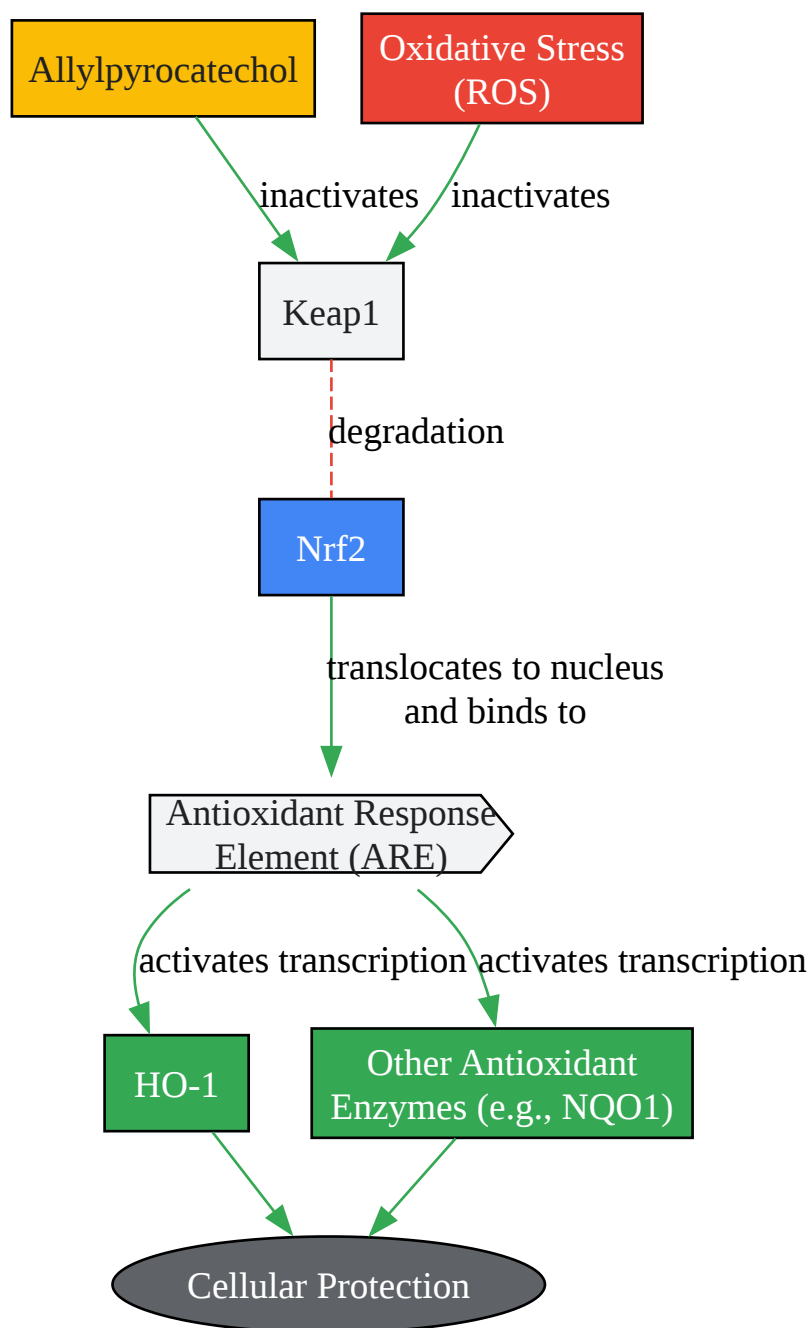 Allylpyrocatechol
Oxidative Stress
(ROS)
inactivates
inactivates
Keap1
degradation
Nrf2
translocates to nucleus
and binds to
Antioxidant Response
Element (ARE)
activates transcription
activates transcription
HO-1
Other Antioxidant
Enzymes (e.g., NQO1)
Cellular Protection